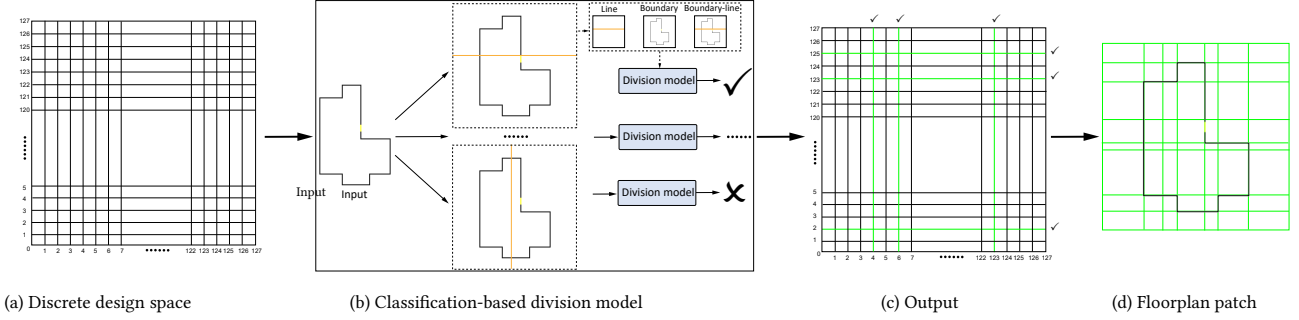 127
126
125
124
123
122
121
120
......
5
4
3
2
1
0
1 2 3 4 5 6 7 ...... 122 123 124 125 126 127
Line Boundary Boundary-line
Division model
......
Division model ......
Division model
Input Input
127
126
125
124
123
122
121
120
......
5
4
3
2
1
0
1 2 3 4 5 6 7 ...... 122 123 124 125 126 127
(a) Discrete design space
(b) Classification-based division model
(c) Output
(d) Floorplan patch